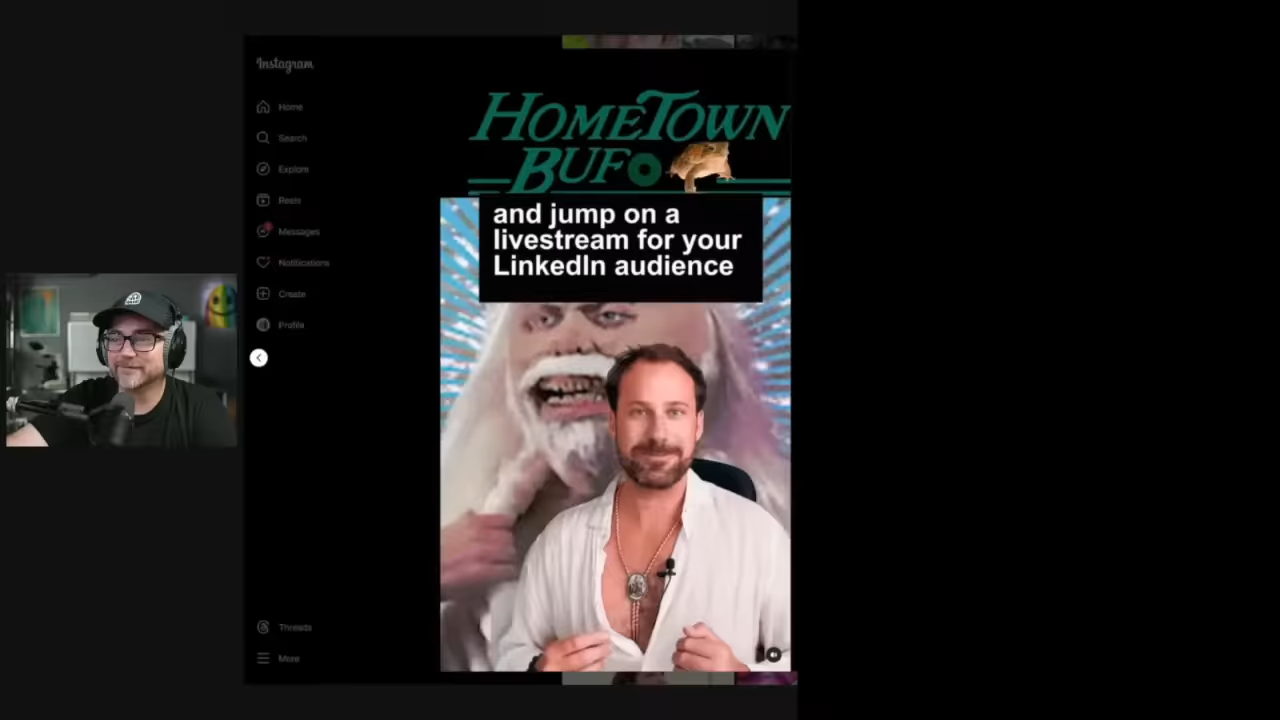 Instagram
Home
Search
Explore
Reels
Messages
Notifications
Create
Profile
Threads
More
HOMETOWN
BUFO
and jump on a
livestream for your
LinkedIn audience